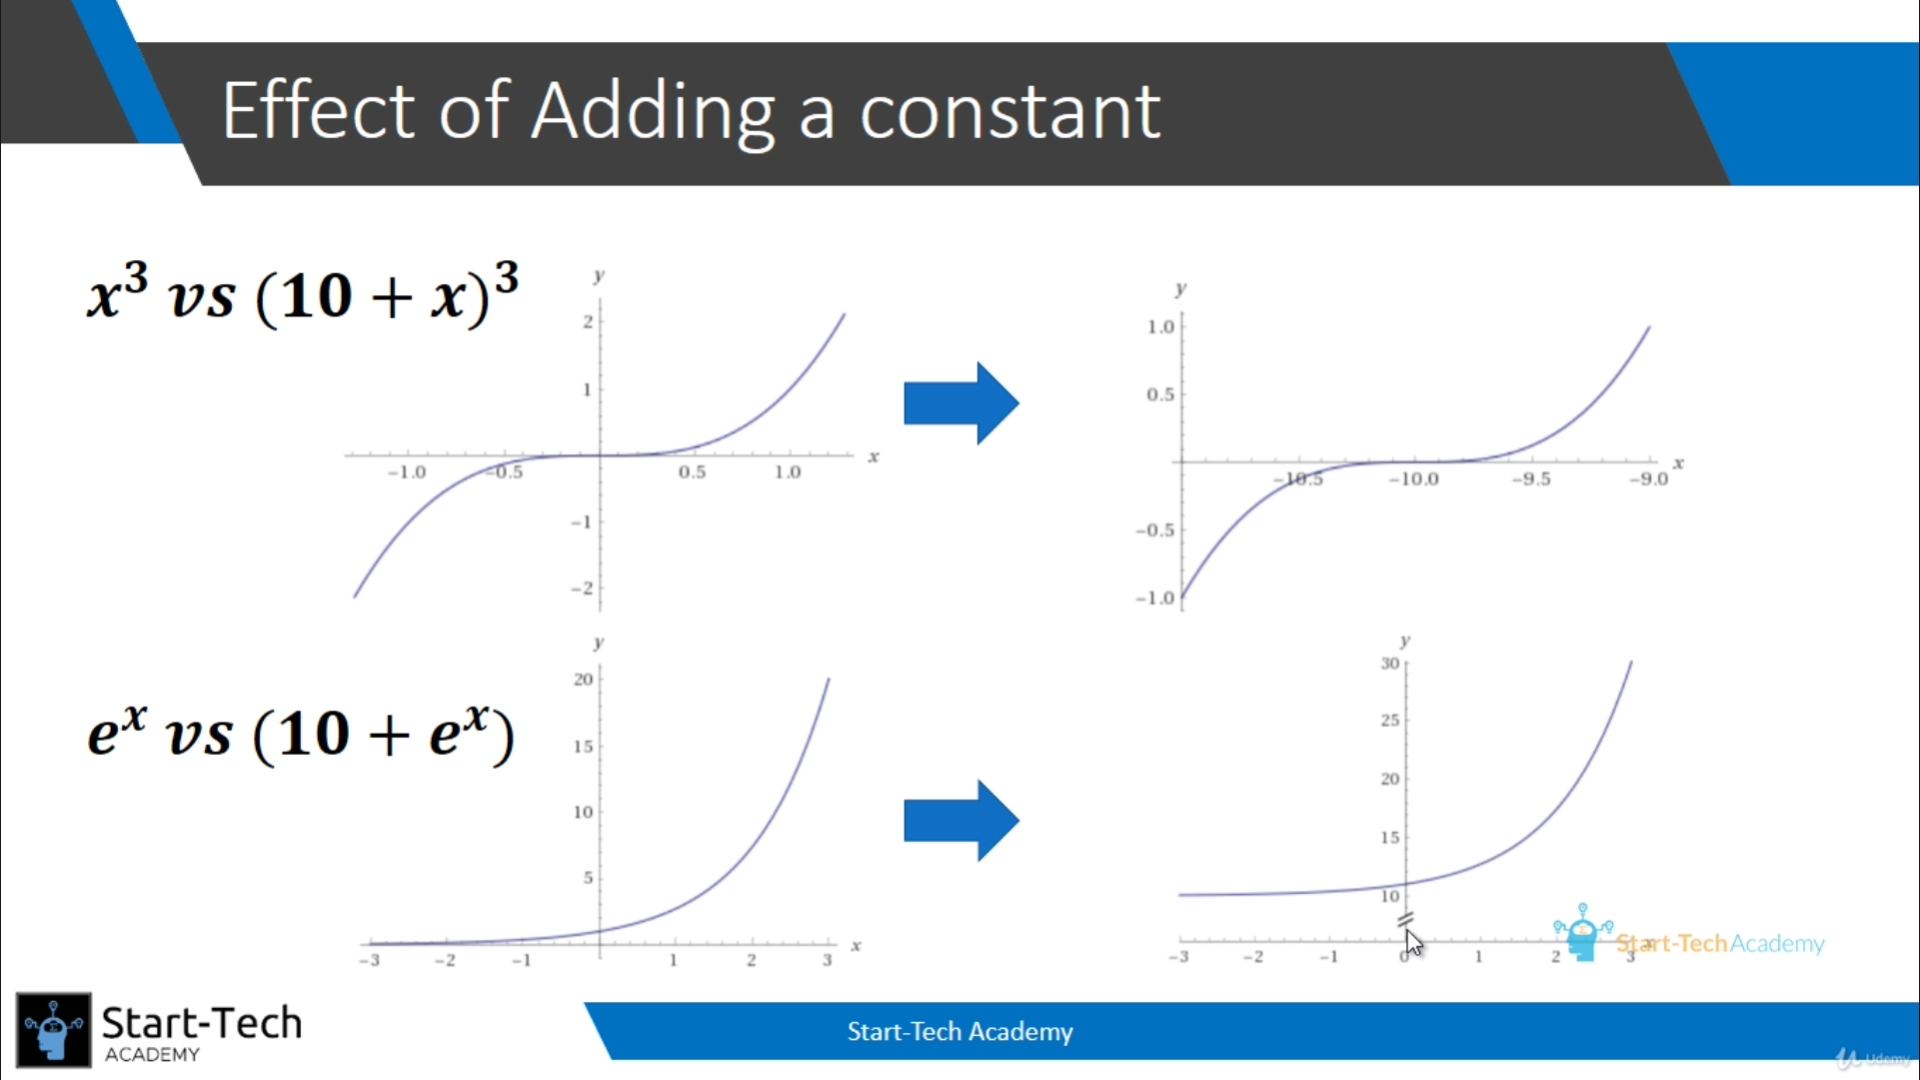 Effect of Adding a constant
x³ vs (10 + x)³
y
2
1
−1
−2
−1.0 −0.5 0.5 1.0 x
y
1.0
0.5
−0.5
−1.0
−10.5 −10.0 −9.5 −9.0 x
eˣ vs (10 + eˣ)
y
20
15
10
5
−3 −2 −1 1 2 3 x
y
30
25
20
15
10
−3 −2 −1 0 1 2 3
Start-Tech Academy
Start-Tech
ACADEMY
Start-Tech Academy
Udemy